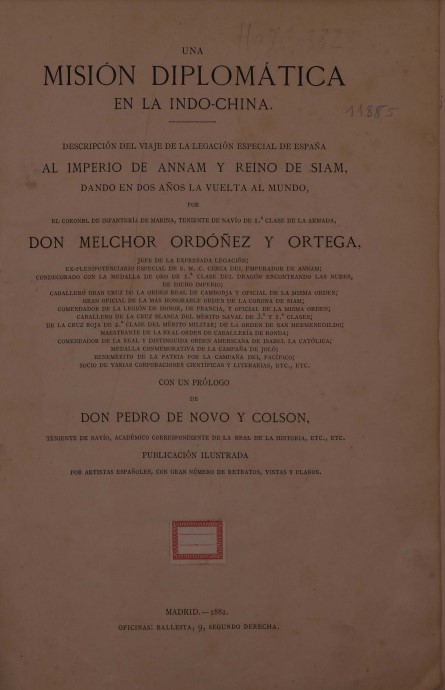 UNA
MISIÓN DIPLOMÁTICA
EN LA INDO-CHINA.
11885
DESCRIPCIÓN DEL VIAJE DE LA LEGACIÓN ESPECIAL DE ESPAÑA
AL IMPERIO DE ANNAM Y REINO DE SIAM,
DANDO EN DOS AÑOS LA VUELTA AL MUNDO,
POR
EL CORONEL DE INFANTERÍA DE MARINA, TENIENTE DE NAVÍO DE 1.ª CLASE DE LA ARMADA,
DON MELCHOR ORDÓÑEZ Y ORTEGA,
JEFE DE LA EXPRESADA LEGACIÓN;
EX-PLENIPOTENCIARIO ESPECIAL DE S. M. C. CERCA DEL EMPERADOR DE ANNAM;
CONDECORADO CON LA MEDALLA DE ORO DE 1.ª CLASE DEL DRAGÓN ENCONTRANDO LAS NUBES,
DE DICHO IMPERIO;
CABALLERO GRAN CRUZ DE LA ORDEN REAL DE CAMBOJA Y OFICIAL DE LA MISMA ORDEN;
GRAN OFICIAL DE LA MÁS HONORABLE ORDEN DE LA CORONA DE SIAM;
COMENDADOR DE LA LEGIÓN DE HONOR, DE FRANCIA, Y OFICIAL DE LA MISMA ORDEN;
CABALLERO DE LA CRUZ BLANCA DEL MÉRITO NAVAL DE 3.ª Y 2.ª CLASES;
DE LA CRUZ ROJA DE 2.ª CLASE DEL MÉRITO MILITAR; DE LA ORDEN DE SAN HERMENEGILDO;
MAESTRANTE DE LA REAL ORDEN DE CABALLERÍA DE RONDA;
COMENDADOR DE LA REAL Y DISTINGUIDA ORDEN AMERICANA DE ISABEL LA CATÓLICA;
MEDALLA CONMEMORATIVA DE LA CAMPAÑA DE JOLÓ;
BENEMÉRITO DE LA PATRIA POR LA CAMPAÑA DEL PACÍFICO;
SOCIO DE VARIAS CORPORACIONES CIENTÍFICAS Y LITERARIAS, ETC., ETC.
CON UN PRÓLOGO
DE
DON PEDRO DE NOVO Y COLSON,
TENIENTE DE NAVÍO, ACADÉMICO CORRESPONDIENTE DE LA REAL DE LA HISTORIA, ETC., ETC.
PUBLICACIÓN ILUSTRADA
POR ARTISTAS ESPAÑOLES, CON GRAN NÚMERO DE RETRATOS, VISTAS Y PLANOS.
MADRID.—1882.
OFICINAS: BALLESTA, 9, SEGUNDO DERECHA.